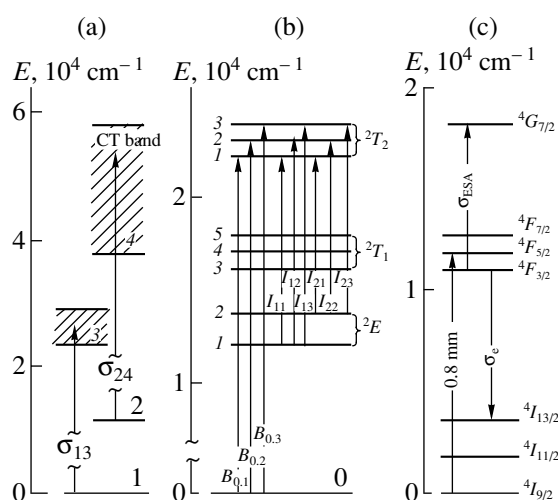 (a) (b) (c)
E, 10⁴ cm⁻¹ E, 10⁴ cm⁻¹ E, 10⁴ cm⁻¹
6
4
2
0
CT band
4
3
σ₂₄
2
σ₁₃
1
2
1
0
3
2
1
²T₂
5
4
3
²T₁
I₁₂ I₂₁ I₂₃
I₁₁ I₁₃ I₂₂
2
1
²E
B₀.₃
B₀.₂
B₀.₁
0
2
1
0
⁴G₇/₂
σESA
⁴F₇/₂
⁴F₅/₂
⁴F₃/₂
0.8 mm
σₑ
⁴I₁₃/₂
⁴I₁₁/₂
⁴I₉/₂